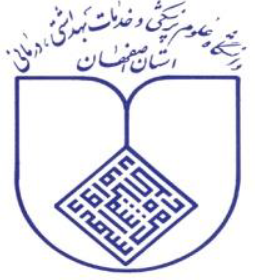 دانشگاه علوم پزشکی و خدمات بهداشتی، درمانی
استان اصفهان